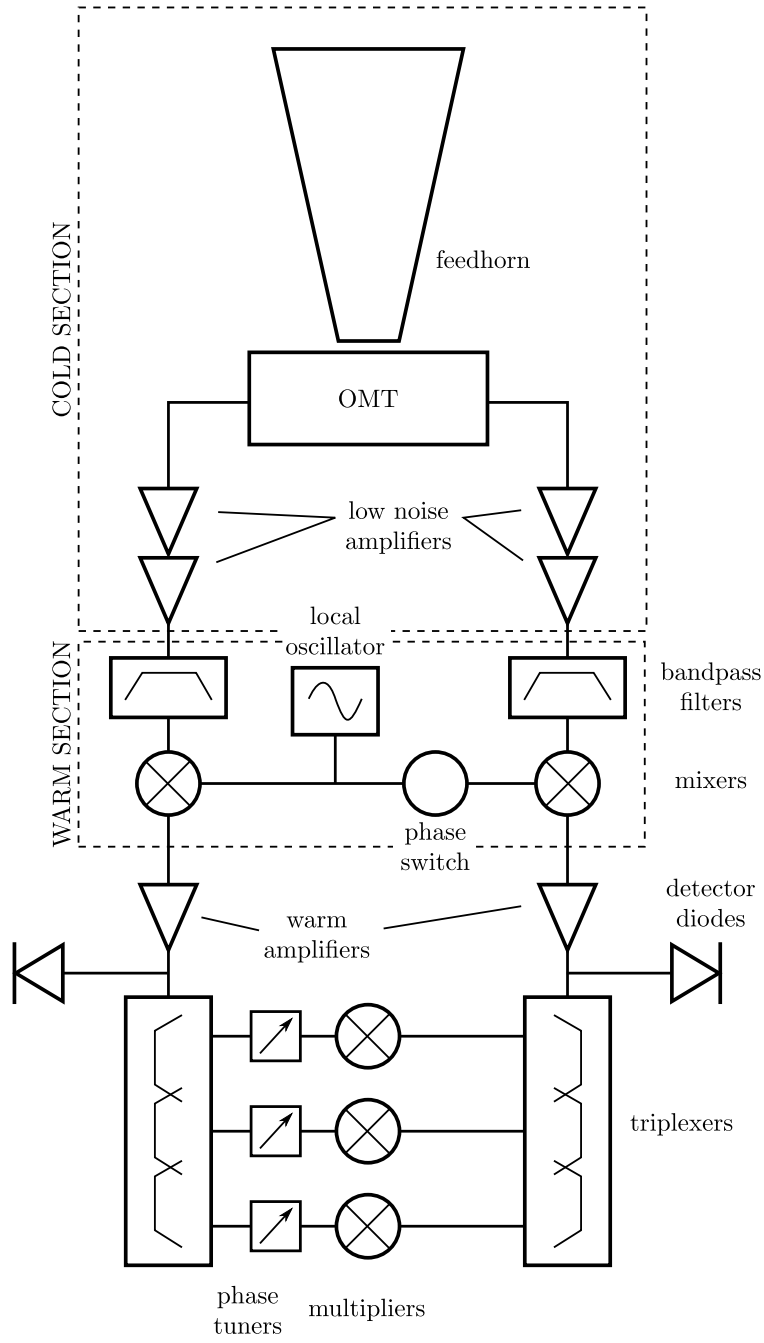 COLD SECTION
feedhorn
OMT
low noise
amplifiers
local
oscillator
WARM SECTION
bandpass
filters
mixers
phase
switch
detector
diodes
warm
amplifiers
triplexers
phase
tuners
multipliers